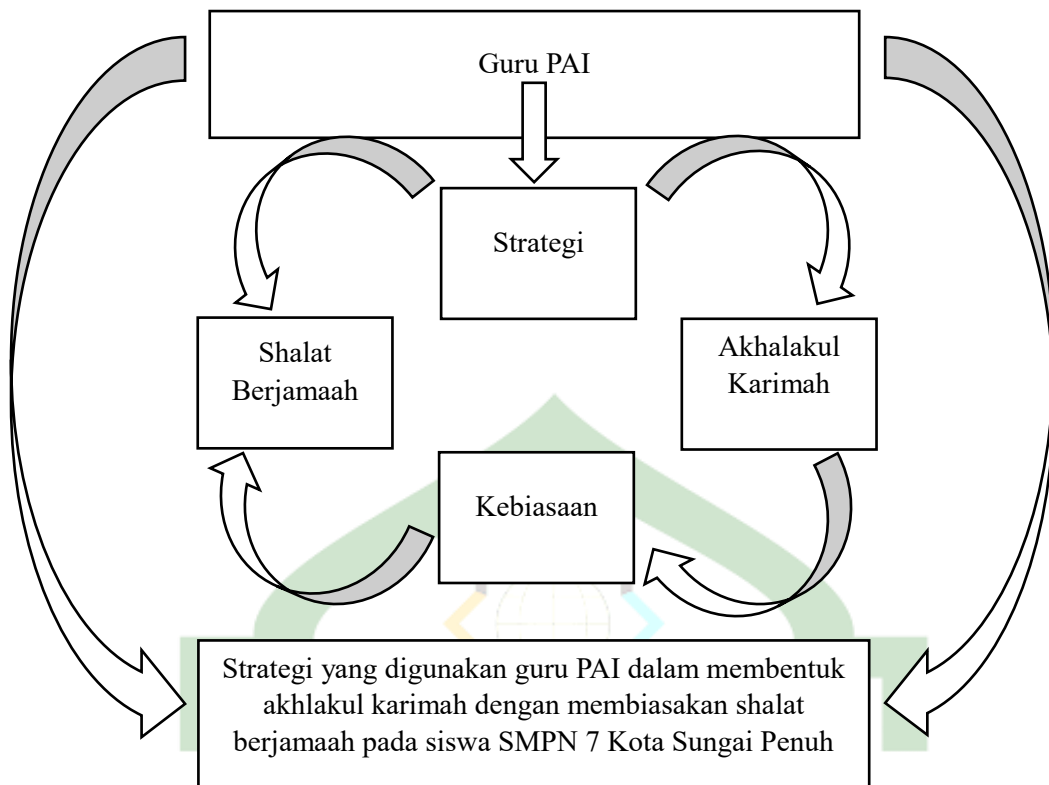 Guru PAI
Strategi
Shalat
Berjamaah
Akhalakul
Karimah
Kebiasaan
Strategi yang digunakan guru PAI dalam membentuk
akhlakul karimah dengan membiasakan shalat
berjamaah pada siswa SMPN 7 Kota Sungai Penuh